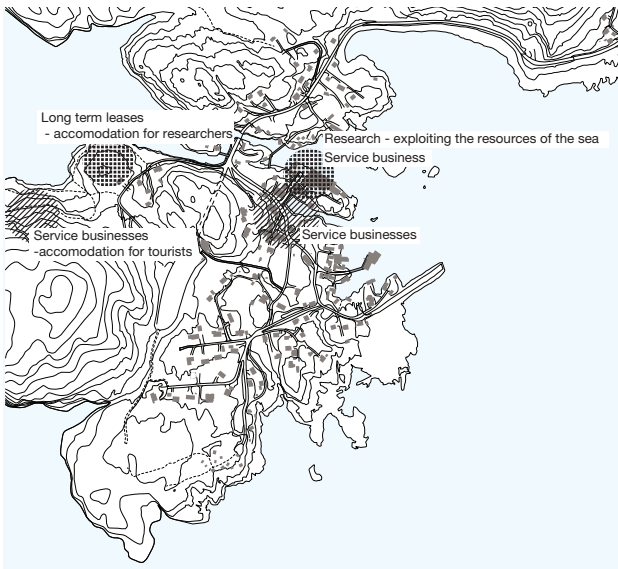 Long term leases
- accomodation for researchers
Research - exploiting the resources of the sea
Service business
Service businesses
-accomodation for tourists
Service businesses